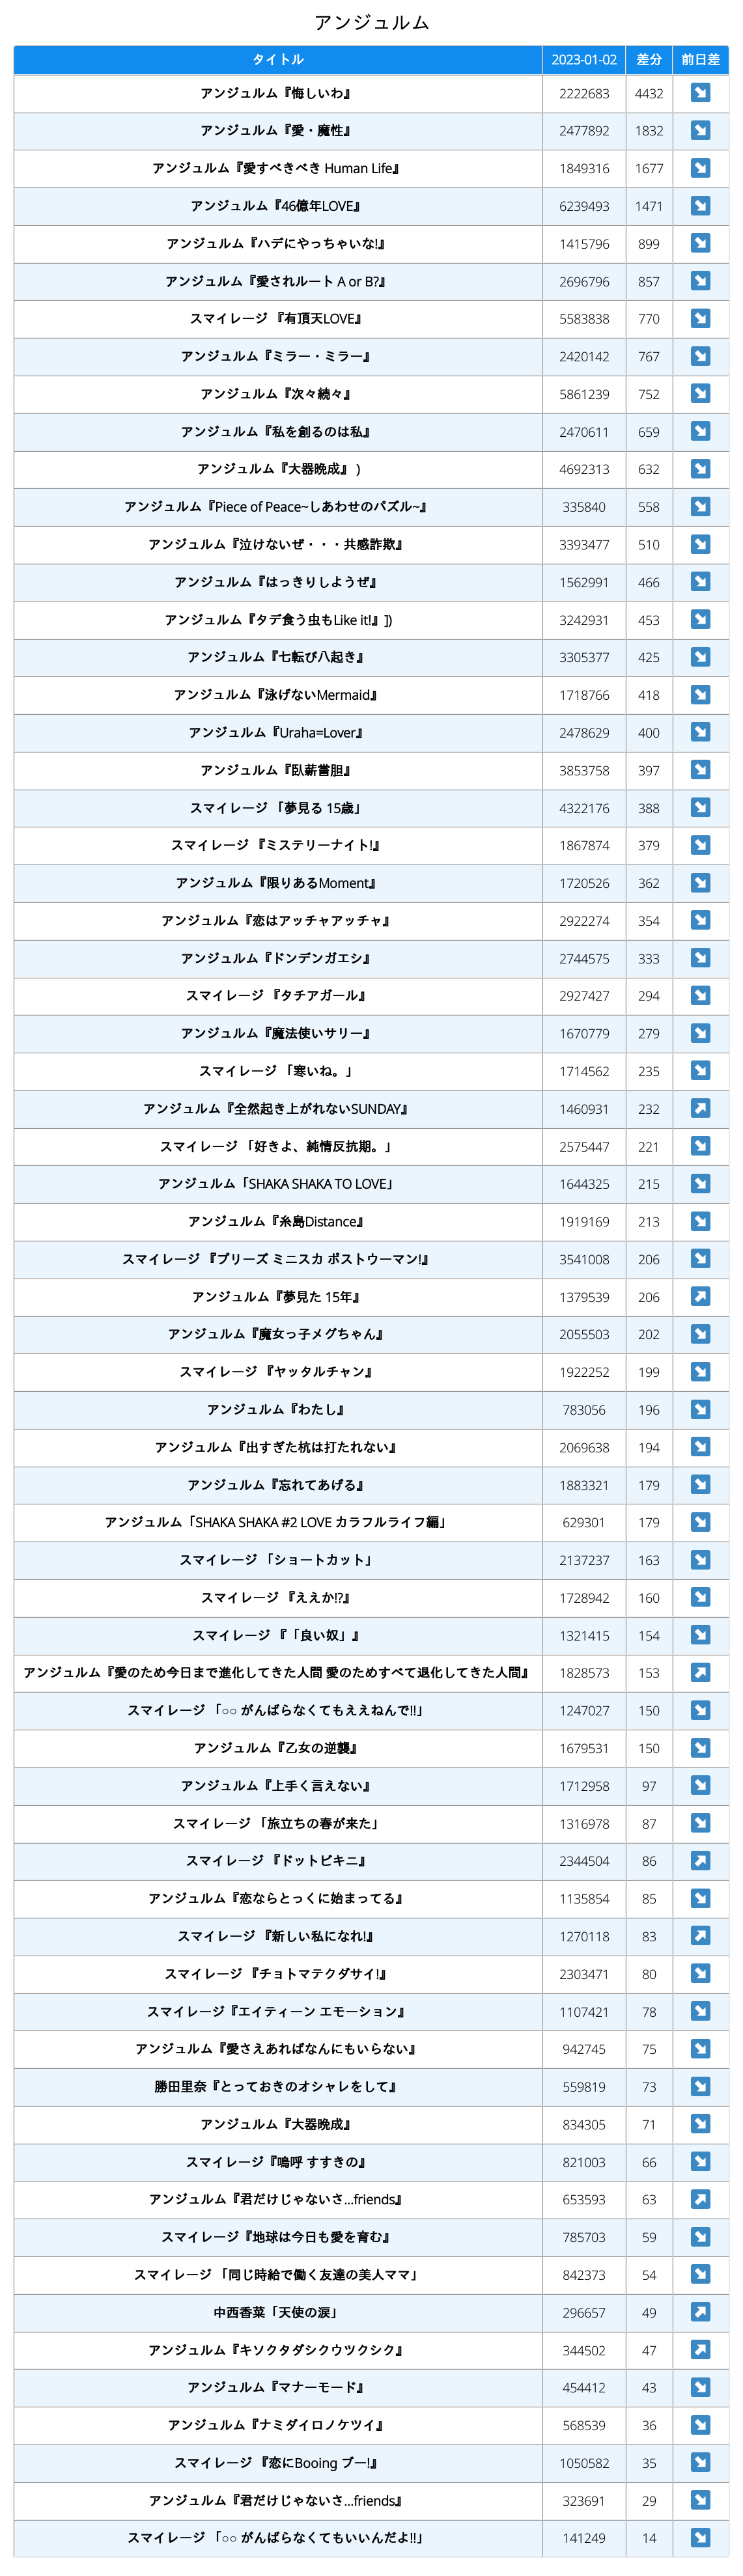 アンジュルム
タイトル 2023-01-02 差分 前日差
アンジュルム『悔しいわ』 2222683 4432 ↘
アンジュルム『愛・魔性』 2477892 1832 ↘
アンジュルム『愛すべきべき Human Life』 1849316 1677 ↘
アンジュルム『46億年LOVE』 6239493 1471 ↘
アンジュルム『ハデにやっちゃいな!』 1415796 899 ↘
アンジュルム『愛されルート A or B?』 2696796 857 ↘
スマイレージ 『有頂天LOVE』 5583838 770 ↘
アンジュルム『ミラー・ミラー』 2420142 767 ↘
アンジュルム『次々続々』 5861239 752 ↘
アンジュルム『私を創るのは私』 2470611 659 ↘
アンジュルム『大器晩成』 ) 4692313 632 ↘
アンジュルム『Piece of Peace~しあわせのパズル~』 335840 558 ↘
アンジュルム『泣けないぜ・・・共感詐欺』 3393477 510 ↘
アンジュルム『はっきりしようぜ』 1562991 466 ↘
アンジュルム『タデ食う虫もLike it!』]) 3242931 453 ↘
アンジュルム『七転び八起き』 3305377 425 ↘
アンジュルム『泳げないMermaid』 1718766 418 ↘
アンジュルム『Uraha=Lover』 2478629 400 ↘
アンジュルム『臥薪嘗胆』 3853758 397 ↘
スマイレージ 「夢見る 15歳」 4322176 388 ↘
スマイレージ 『ミステリーナイト!』 1867874 379 ↘
アンジュルム『限りあるMoment』 1720526 362 ↘
アンジュルム『恋はアッチャアッチャ』 2922274 354 ↘
アンジュルム『ドンデンガエシ』 2744575 333 ↘
スマイレージ 『タチアガール』 2927427 294 ↘
アンジュルム『魔法使いサリー』 1670779 279 ↘
スマイレージ 「寒いね。」 1714562 235 ↘
アンジュルム『全然起き上がれないSUNDAY』 1460931 232 ↗
スマイレージ 「好きよ、純情反抗期。」 2575447 221 ↘
アンジュルム「SHAKA SHAKA TO LOVE」 1644325 215 ↘
アンジュルム『糸島Distance』 1919169 213 ↘
スマイレージ 『プリーズ ミニスカ ポストウーマン!』 3541008 206 ↘
アンジュルム『夢見た 15年』 1379539 206 ↗
アンジュルム『魔女っ子メグちゃん』 2055503 202 ↘
スマイレージ 『ヤッタルチャン』 1922252 199 ↘
アンジュルム『わたし』 783056 196 ↘
アンジュルム『出すぎた杭は打たれない』 2069638 194 ↘
アンジュルム『忘れてあげる』 1883321 179 ↘
アンジュルム「SHAKA SHAKA #2 LOVE カラフルライフ編」 629301 179 ↘
スマイレージ 「ショートカット」 2137237 163 ↘
スマイレージ 『ええか!?』 1728942 160 ↘
スマイレージ 『「良い奴」』 1321415 154 ↘
アンジュルム『愛のため今日まで進化してきた人間 愛のためすべて退化してきた人間』 1828573 153 ↗
スマイレージ 「○○ がんばらなくてもええねんで!!」 1247027 150 ↘
アンジュルム『乙女の逆襲』 1679531 150 ↘
アンジュルム『上手く言えない』 1712958 97 ↘
スマイレージ 「旅立ちの春が来た」 1316978 87 ↘
スマイレージ 『ドットビキニ』 2344504 86 ↗
アンジュルム『恋ならとっくに始まってる』 1135854 85 ↘
スマイレージ 『新しい私になれ!』 1270118 83 ↗
スマイレージ 『チョトマテクダサイ!』 2303471 80 ↘
スマイレージ『エイティーン エモーション』 1107421 78 ↘
アンジュルム『愛さえあればなんにもいらない』 942745 75 ↘
勝田里奈『とっておきのオシャレをして』 559819 73 ↘
アンジュルム『大器晩成』 834305 71 ↘
スマイレージ『嗚呼 すすきの』 821003 66 ↘
アンジュルム『君だけじゃないさ...friends』 653593 63 ↗
スマイレージ『地球は今日も愛を育む』 785703 59 ↘
スマイレージ 「同じ時給で働く友達の美人ママ」 842373 54 ↘
中西香菜「天使の涙」 296657 49 ↗
アンジュルム『キソクタダシクウツクシク』 344502 47 ↗
アンジュルム『マナーモード』 454412 43 ↘
アンジュルム『ナミダイロノケツイ』 568539 36 ↘
スマイレージ 『恋にBooing ブー!』 1050582 35 ↘
アンジュルム『君だけじゃないさ...friends』 323691 29 ↘
スマイレージ 「○○ がんばらなくてもいいんだよ!!」 141249 14 ↘